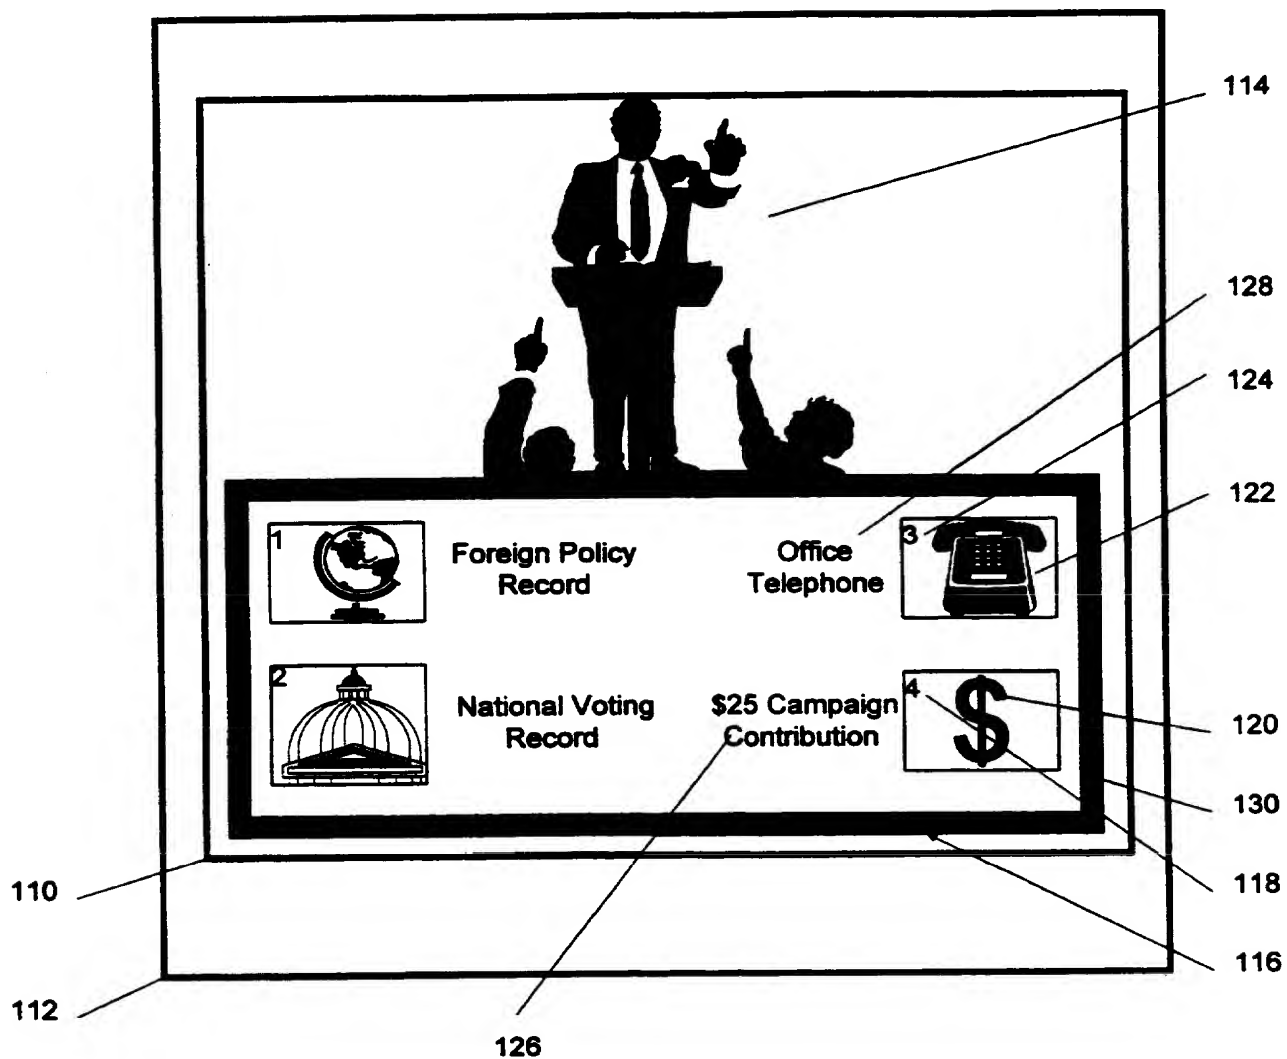 114
128
124
122
1
Foreign Policy
Record
Office
Telephone
3
2
National Voting
Record
$25 Campaign
Contribution
4
120
130
110
118
116
112
126